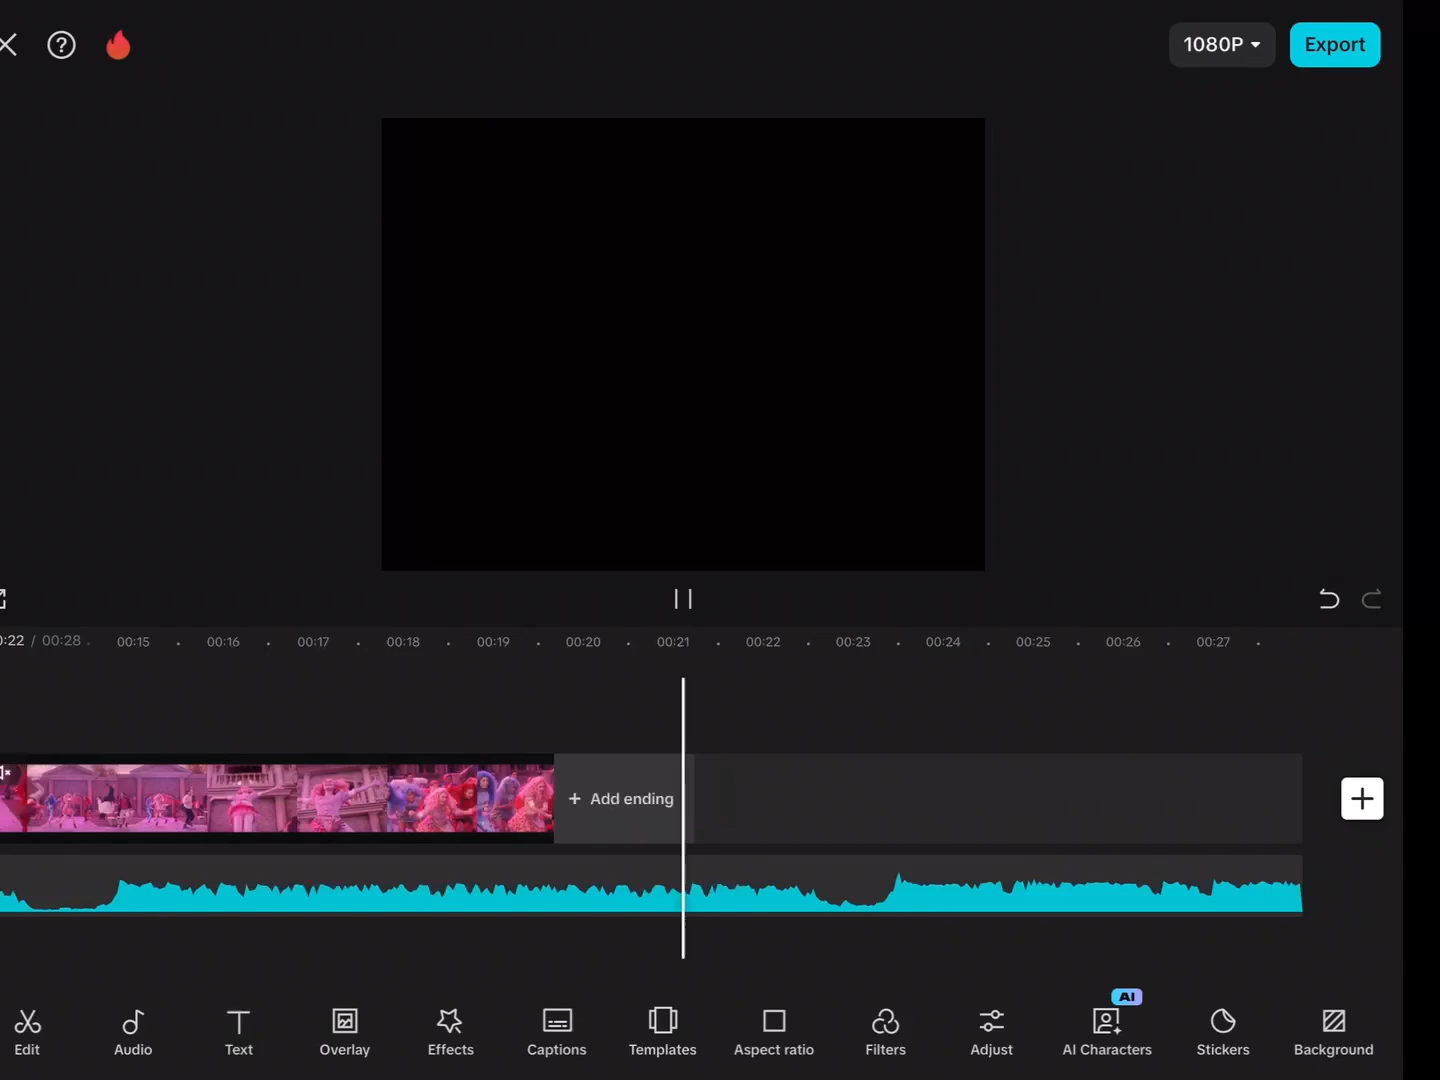 ?
1080P
Export
0:22 / 00:28
00:15
00:16
00:17
00:18
00:19
00:20
00:21
00:22
00:23
00:24
00:25
00:26
00:27
+ Add ending
AI
Edit
Audio
Text
Overlay
Effects
Captions
Templates
Aspect ratio
Filters
Adjust
AI Characters
Stickers
Background